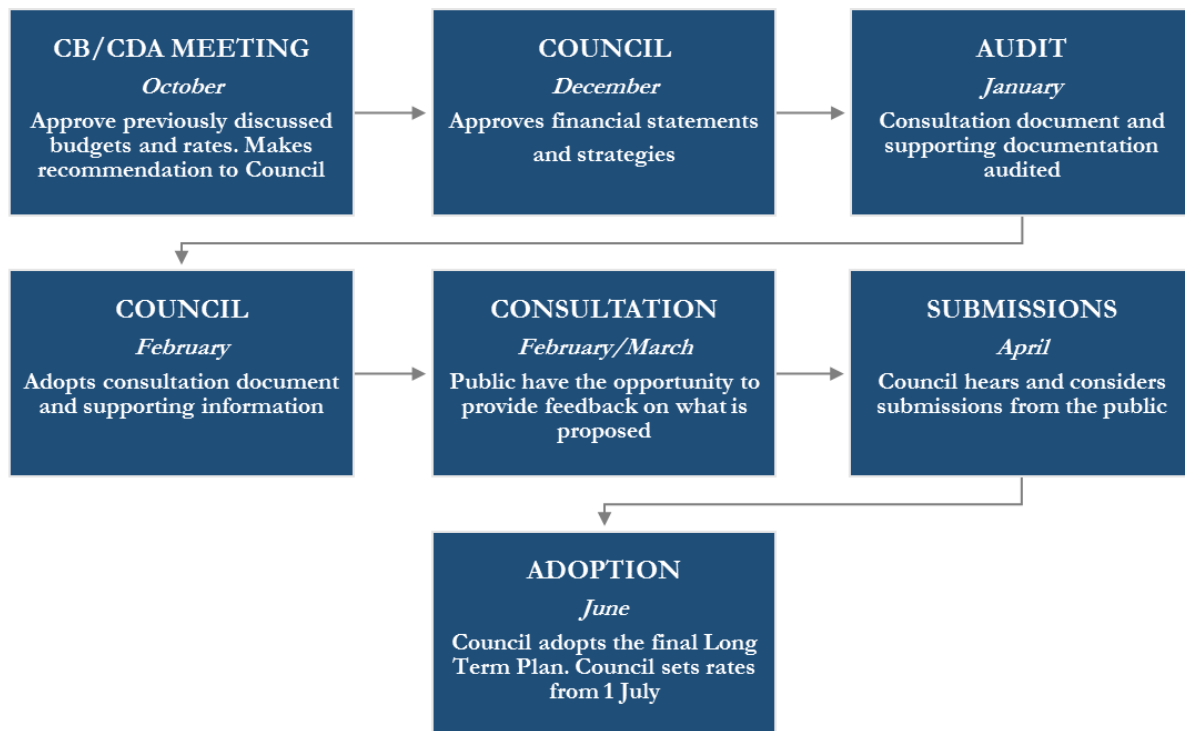 CB/CDA MEETING
October
Approve previously discussed
budgets and rates. Makes
recommendation to Council
COUNCIL
December
Approves financial statements
and strategies
AUDIT
January
Consultation document and
supporting documentation
audited
COUNCIL
February
Adopts consultation document
and supporting information
CONSULTATION
February/March
Public have the opportunity to
provide feedback on what is
proposed
SUBMISSIONS
April
Council hears and considers
submissions from the public
ADOPTION
June
Council adopts the final Long
Term Plan. Council sets rates
from 1 July